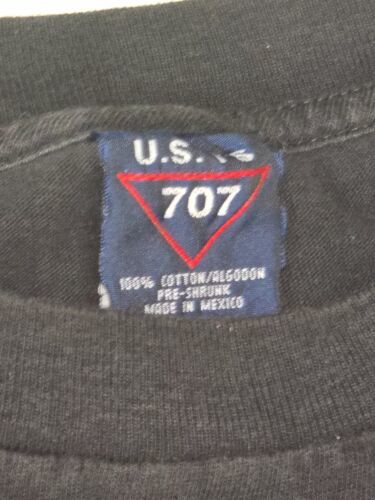 U.S.
707
100% COTTON/ALGODON
PRE-SHRUNK
MADE IN MEXICO